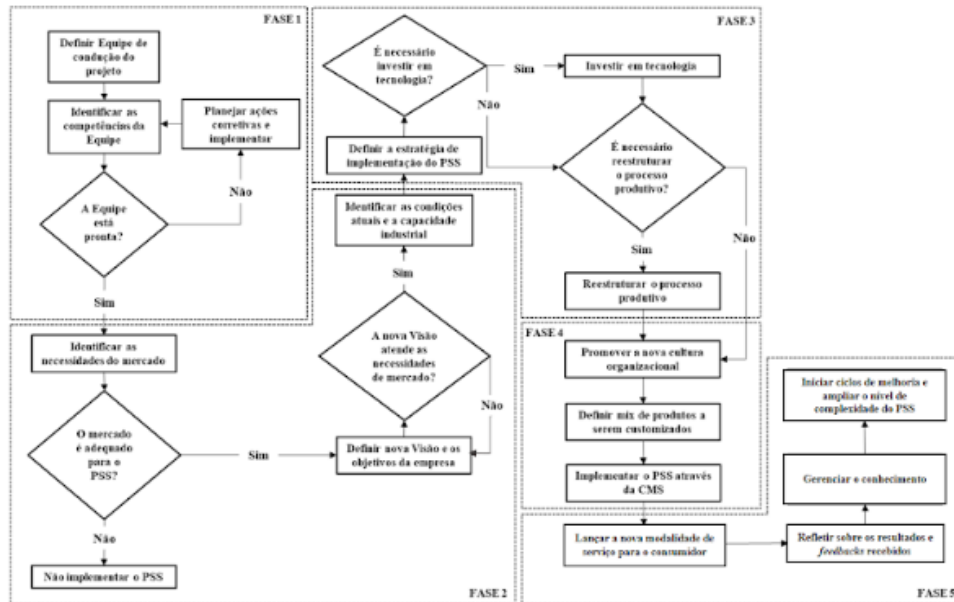 FASE 1
Definir Equipe de
condução do
projeto
Identificar as
competências da
Equipe
Planejar ações
corretivas e
implementar
Não
A Equipe
está
pronta?
Sim
Identificar as
necessidades do mercado
O mercado
é adequado
para o
PSS?
Sim
Não
Não implementar o PSS
Definir nova Visão e os
objetivos da empresa
A nova Visão
atende as
necessidades
de mercado?
Não
Sim
Identificar as condições
atuais e a capacidade
industrial
FASE 2
FASE 3
Definir a estratégia de
implementação do PSS
É necessário
investir em
tecnologia?
Sim
Não
Investir em tecnologia
É necessário
reestruturar
o processo
produtivo?
Sim
Não
Reestruturar o processo
produtivo
FASE 4
Promover a nova cultura
organizacional
Definir mix de produtos a
serem customizados
Implementar o PSS através
da CMS
Lançar a nova modalidade de
serviço para o consumidor
Refletir sobre os resultados e
feedbacks recebidos
Gerenciar o conhecimento
Iniciar ciclos de melhoria e
ampliar o nível de
complexidade do PSS
FASE 5